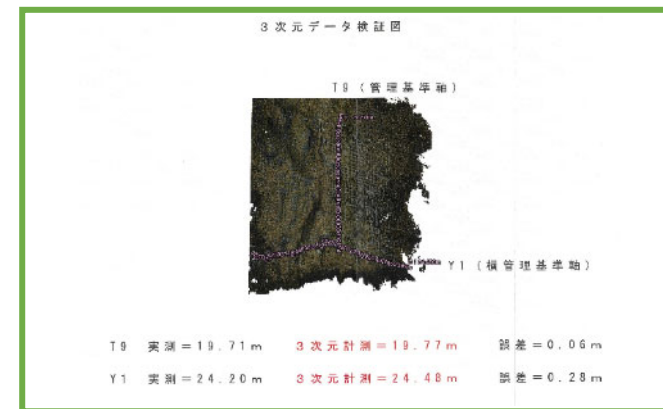 3次元データ検証図
T9(管理基準軸)
Y1(横管理基準軸)
T9 実測=19.71m 3次元計測=19.77m 誤差=0.06m
Y1 実測=24.20m 3次元計測=24.48m 誤差=0.28m